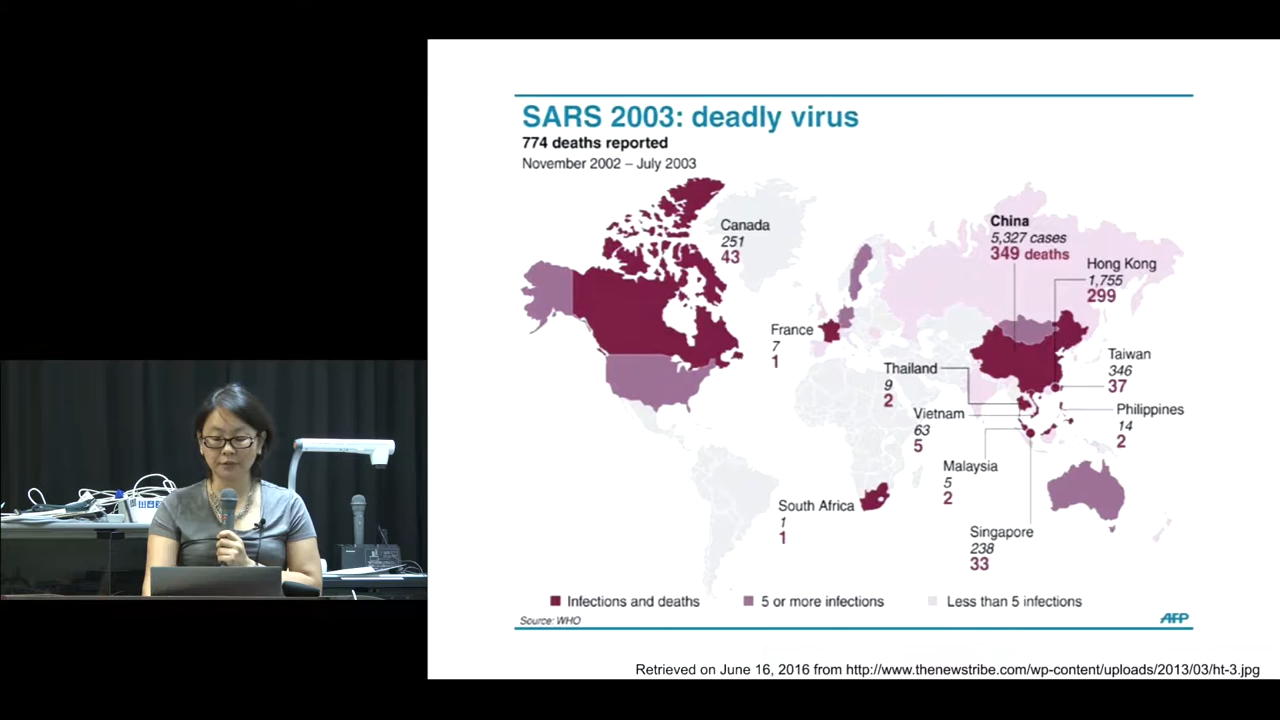 SARS 2003: deadly virus
774 deaths reported
November 2002 – July 2003
Canada
251
43
China
5,327 cases
349 deaths
Hong Kong
1,755
299
France
7
1
Thailand
9
2
Taiwan
346
37
Vietnam
63
5
Philippines
14
2
Malaysia
5
2
South Africa
1
1
Singapore
238
33
Infections and deaths
5 or more infections
Less than 5 infections
Source: WHO
AFP
Retrieved on June 16, 2016 from http://www.thenewstribe.com/wp-content/uploads/2013/03/ht-3.jpg